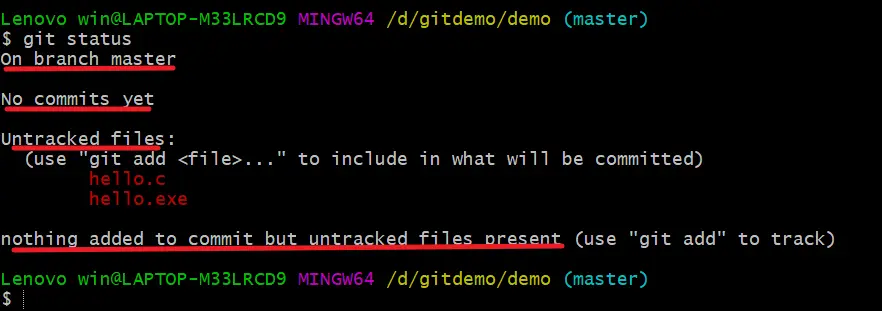 Lenovo win@LAPTOP-M33LRCD9 MINGW64 /d/gitdemo/demo (master)
$ git status
On branch master
No commits yet
Untracked files:
(use "git add <file>..." to include in what will be committed)
hello.c
hello.exe
nothing added to commit but untracked files present (use "git add" to track)
Lenovo win@LAPTOP-M33LRCD9 MINGW64 /d/gitdemo/demo (master)
$